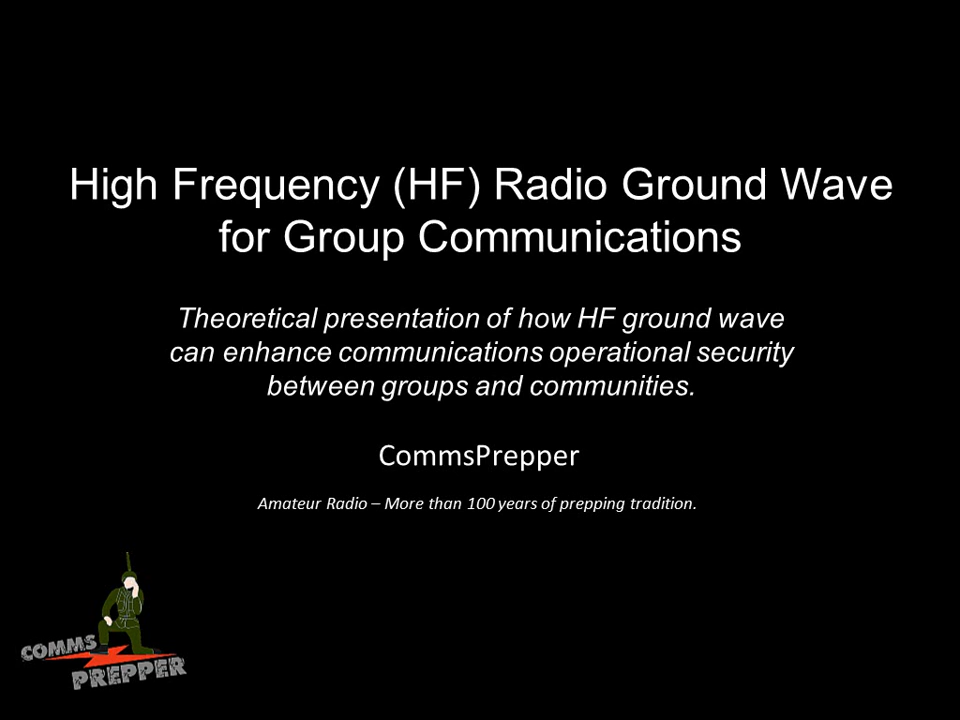 High Frequency (HF) Radio Ground Wave
for Group Communications
Theoretical presentation of how HF ground wave
can enhance communications operational security
between groups and communities.
CommsPrepper
Amateur Radio – More than 100 years of prepping tradition.
COMMS
PREPPER